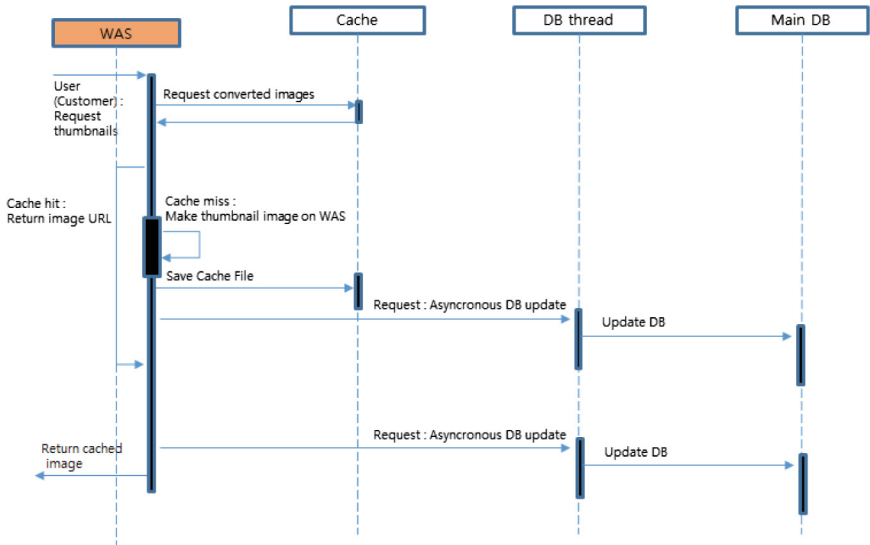 WAS
Cache
DB thread
Main DB
User
(Customer) :
Request
thumbnails
Request converted images
Cache hit :
Return image URL
Cache miss :
Make thumbnail image on WAS
Save Cache File
Request : Asyncronous DB update
Update DB
Request : Asyncronous DB update
Update DB
Return cached
image